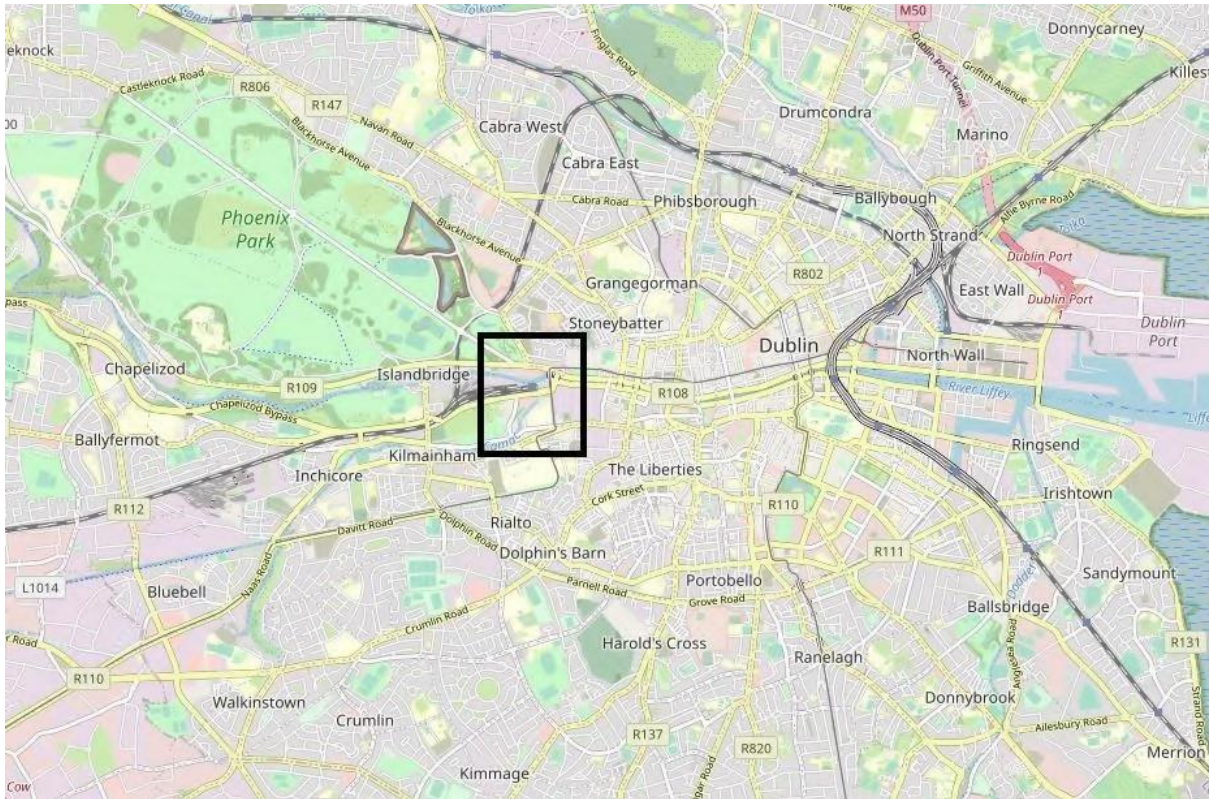 M50
Donnycarney
Castleknock Road
R806
Finglas Road
Dublin Port Tunnel
Griffith Avenue
R147
Navan Road
Cabra West
Drumcondra
Marino
Blackhorse Avenue
Cabra East
Phoenix
Park
Cabra Road
Phibsborough
Ballybough
Alfie Byrne Road
Tolka
Blackhorse Avenue
North Strand
Dublin Port
1
R802
Grangegorman
East Wall
Dublin Port
1
Stoneybatter
Dublin
Port
Dublin
North Wall
Chapelizod
Islandbridge
R109
R108
River Liffey
Chapelizod Bypass
Ballyfermot
Kilmainham
Ringsend
Inchicore
The Liberties
Cork Street
Irishtown
R112
R110
Davitt Road
Rialto
Dolphin Road
Dolphin's Barn
R111
Dodder
Sandymount
L1014
Bluebell
Naas Road
Parnell Road
Portobello
Grove Road
Ballsbridge
Crumlin Road
Harold's Cross
Anglesea Road
R131
R110
Ranelagh
Walkinstown
Donnybrook
Crumlin
R137
R820
Ailesbury Road
Strand Road
Merrion
Kimmage